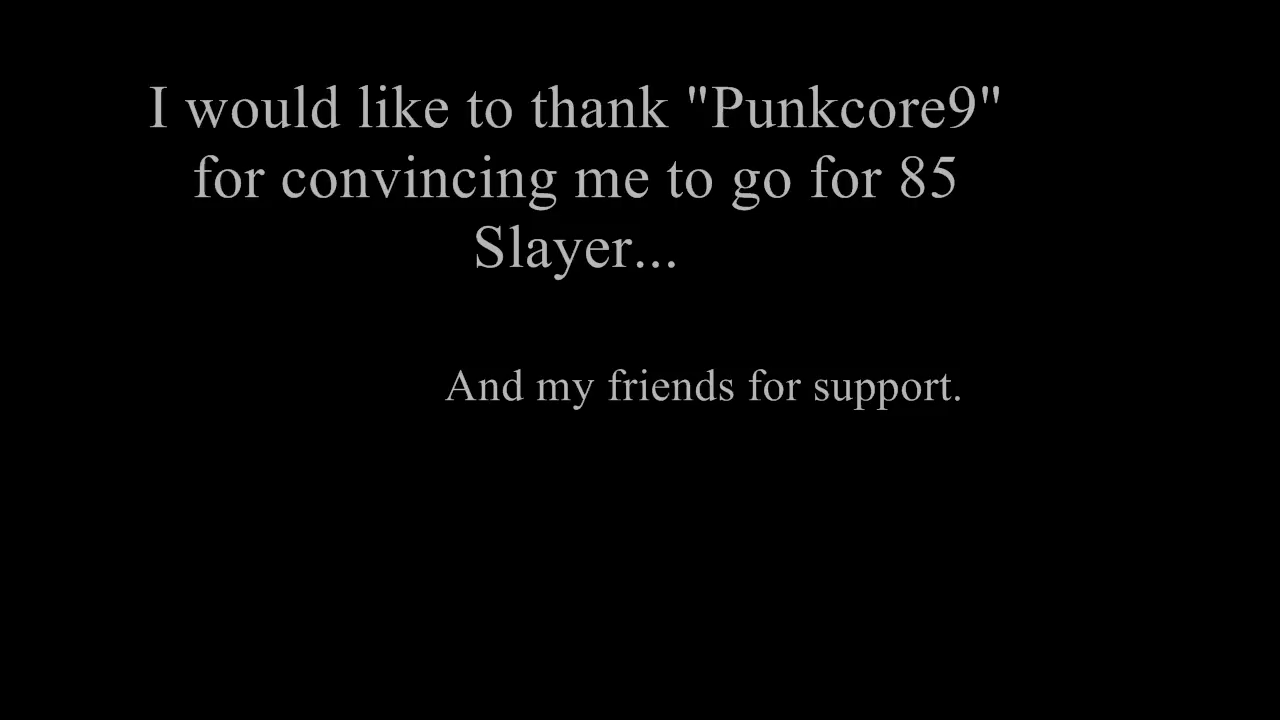 I would like to thank "Punkcore9"
for convincing me to go for 85
Slayer...
And my friends for support.